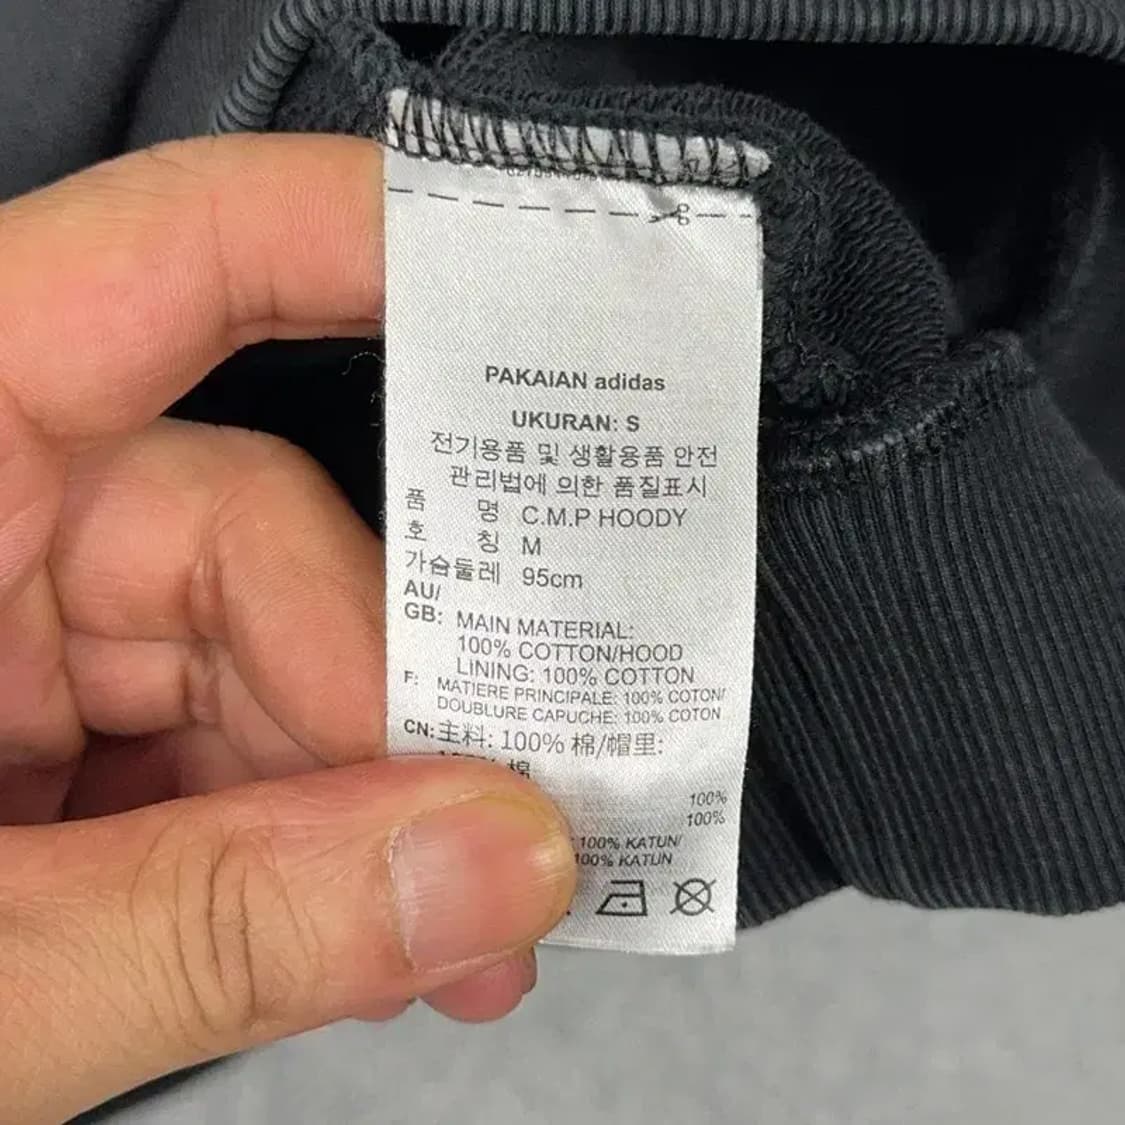 PAKAIAN adidas
UKURAN: S
전기용품 및 생활용품 안전
관리법에 의한 품질표시
품 명 C.M.P HOODY
호 칭 M
가슴둘레 95cm
AU/
GB: MAIN MATERIAL:
100% COTTON/HOOD
LINING: 100% COTTON
F: MATIERE PRINCIPALE: 100% COTON/
DOUBLURE CAPUCHE: 100% COTON
CN: 主料: 100% 棉/帽里:
100% 棉
100%
100%
100% KATUN/
100% KATUN